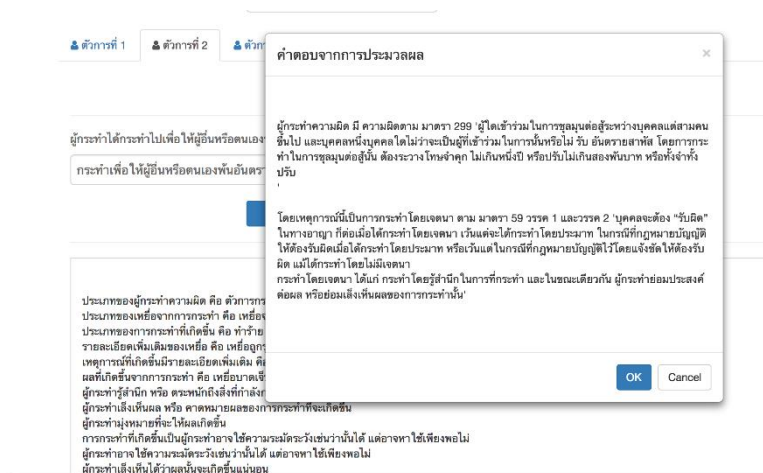 ตัวการที่ 1
ตัวการที่ 2
คำตอบจากการประมวลผล
×
ผู้กระทำได้กระทำไปเพื่อให้ผู้อื่นหรือตนเอง
กระทำเพื่อให้ผู้อื่นหรือตนเองพ้นอันตรา
ผู้กระทำความผิด มี ความผิดตาม มาตรา 299 'ผู้ใดเข้าร่วมในการชุลมุนต่อสู้ระหว่างบุคคลแต่สามคน
ขึ้นไป และบุคคลหนึ่งบุคคลใดไม่ว่าจะเป็นผู้ที่เข้าร่วมในการนั้นหรือไม่ รับ อันตรายสาหัส โดยการกระ
ทำในการชุลมุนต่อสู้นั้น ต้องระวางโทษจำคุก ไม่เกินหนึ่งปี หรือปรับไม่เกินสองพันบาท หรือทั้งจำทั้ง
ปรับ
'
โดยเหตุการณ์นี้เป็นการกระทำโดยเจตนา ตาม มาตรา 59 วรรค 1 และวรรค 2 'บุคคลจะต้อง "รับผิด"
ในทางอาญา ก็ต่อเมื่อได้กระทำโดยเจตนา เว้นแต่จะได้กระทำโดยประมาท ในกรณีที่กฎหมายบัญญัติ
ให้ต้องรับผิดเมื่อได้กระทำโดยประมาท หรือเว้นแต่ในกรณีที่กฎหมายบัญญัติไว้โดยแจ้งชัดให้ต้องรับ
ผิด แม้ได้กระทำโดยไม่มีเจตนา
กระทำโดยเจตนา ได้แก่ กระทำโดยรู้สำนึกในการที่กระทำ และในขณะเดียวกัน ผู้กระทำย่อมประสงค์
ต่อผล หรือย่อมเล็งเห็นผลของการกระทำนั้น'
OK
Cancel
ประเภทของผู้กระทำความผิด คือ ตัวการกร
ประเภทของเหยื่อจากการกระทำ คือ เหยื่อ
ประเภทของการกระทำที่เกิดขึ้น คือ ทำร้าย
รายละเอียดเพิ่มเติมของเหยื่อ คือ เหยื่อถูก
เหตุการณ์ที่เกิดขึ้นมีรายละเอียดเพิ่มเติม คื
ผลที่เกิดขึ้นจากการกระทำ คือ เหยื่อบาดเจ็
ผู้กระทำรู้สำนึก หรือ ตระหนักถึงสิ่งที่กำลัง
ผู้กระทำเล็งเห็นผล หรือ คาดหมายผลของการกระทำที่จะเกิดขึ้น
ผู้กระทำมุ่งหมายที่จะให้ผลเกิดขึ้น
การกระทำที่เกิดขึ้นเป็นผู้กระทำอาจใช้ความระมัดระวังเช่นว่านั้นได้ แต่อาจหาใช้เพียงพอไม่
ผู้กระทำอาจใช้ความระมัดระวังเช่นว่านั้นได้ แต่อาจหาใช้เพียงพอไม่
ผู้กระทำเล็งเห็นได้ว่าผลนั้นจะเกิดขึ้นแน่นอน